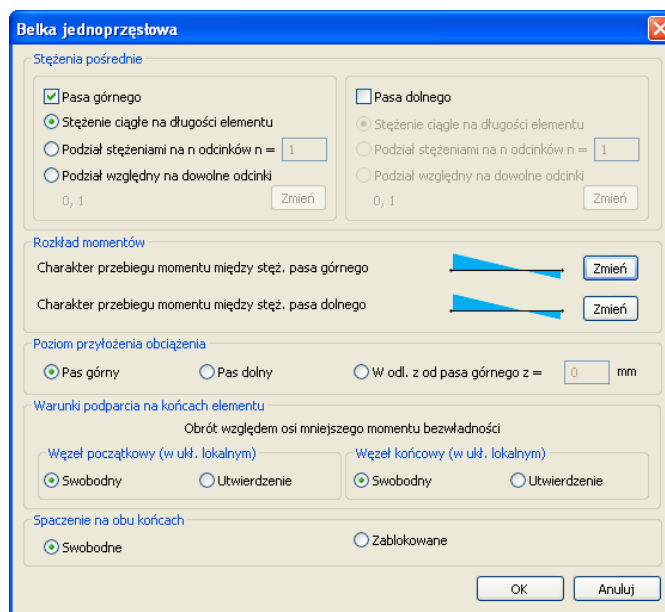 Belka jednoprzęsłowa
Stężenia pośrednie
Pasa górnego
Stężenie ciągłe na długości elementu
Podział stężeniami na n odcinków n = 1
Podział względny na dowolne odcinki
0, 1 Zmień
Pasa dolnego
Stężenie ciągłe na długości elementu
Podział stężeniami na n odcinków n = 1
Podział względny na dowolne odcinki
0, 1 Zmień
Rozkład momentów
Charakter przebiegu momentu między stęż. pasa górnego Zmień
Charakter przebiegu momentu między stęż. pasa dolnego Zmień
Poziom przyłożenia obciążenia
Pas górny Pas dolny W odl. z od pasa górnego z = 0 mm
Warunki podparcia na końcach elementu
Obrót względem osi mniejszego momentu bezwładności
Węzeł początkowy (w ukł. lokalnym)
Swobodny Utwierdzenie
Węzeł końcowy (w ukł. lokalnym)
Swobodny Utwierdzenie
Spaczenie na obu końcach
Swobodne Zablokowane
OK Anuluj